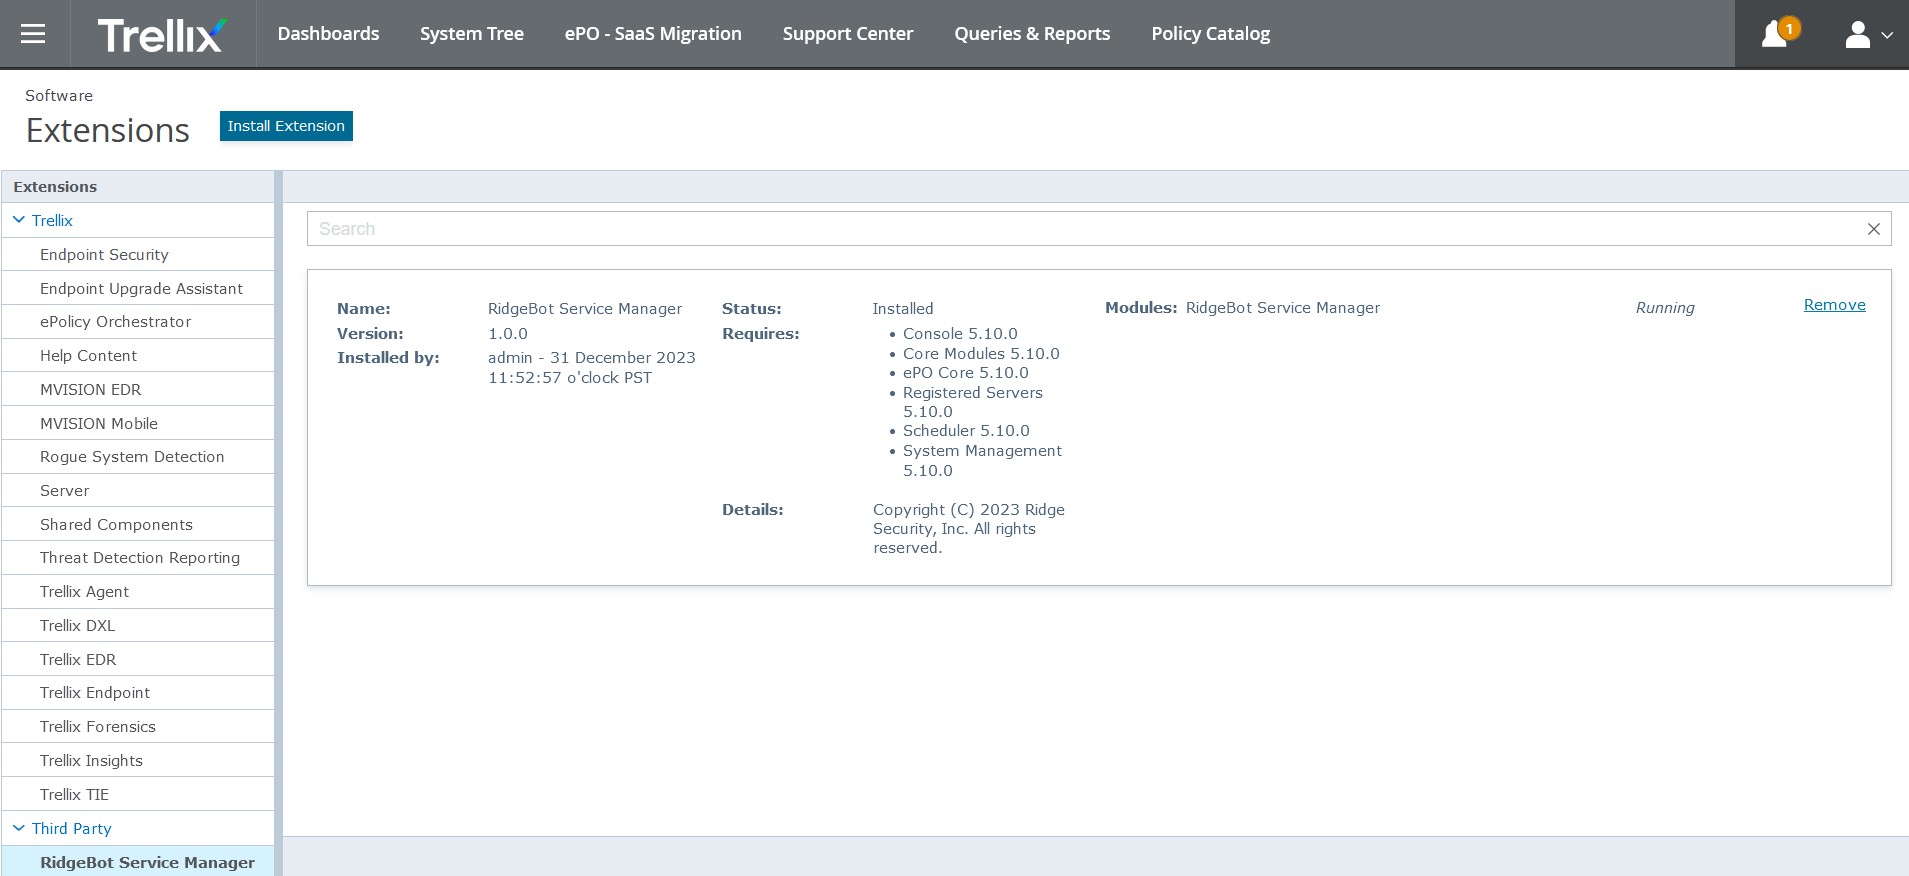 Trellix
Dashboards
System Tree
ePO - SaaS Migration
Support Center
Queries & Reports
Policy Catalog
1
Software
Extensions
Install Extension
Extensions
Trellix
Endpoint Security
Endpoint Upgrade Assistant
ePolicy Orchestrator
Help Content
MVISION EDR
MVISION Mobile
Rogue System Detection
Server
Shared Components
Threat Detection Reporting
Trellix Agent
Trellix DXL
Trellix EDR
Trellix Endpoint
Trellix Forensics
Trellix Insights
Trellix TIE
Third Party
RidgeBot Service Manager
Search
Name: RidgeBot Service Manager
Version: 1.0.0
Installed by: admin - 31 December 2023
11:52:57 o'clock PST
Status: Installed
Requires:
• Console 5.10.0
• Core Modules 5.10.0
• ePO Core 5.10.0
• Registered Servers
5.10.0
• Scheduler 5.10.0
• System Management
5.10.0
Details: Copyright (C) 2023 Ridge
Security, Inc. All rights
reserved.
Modules: RidgeBot Service Manager
Running
Remove